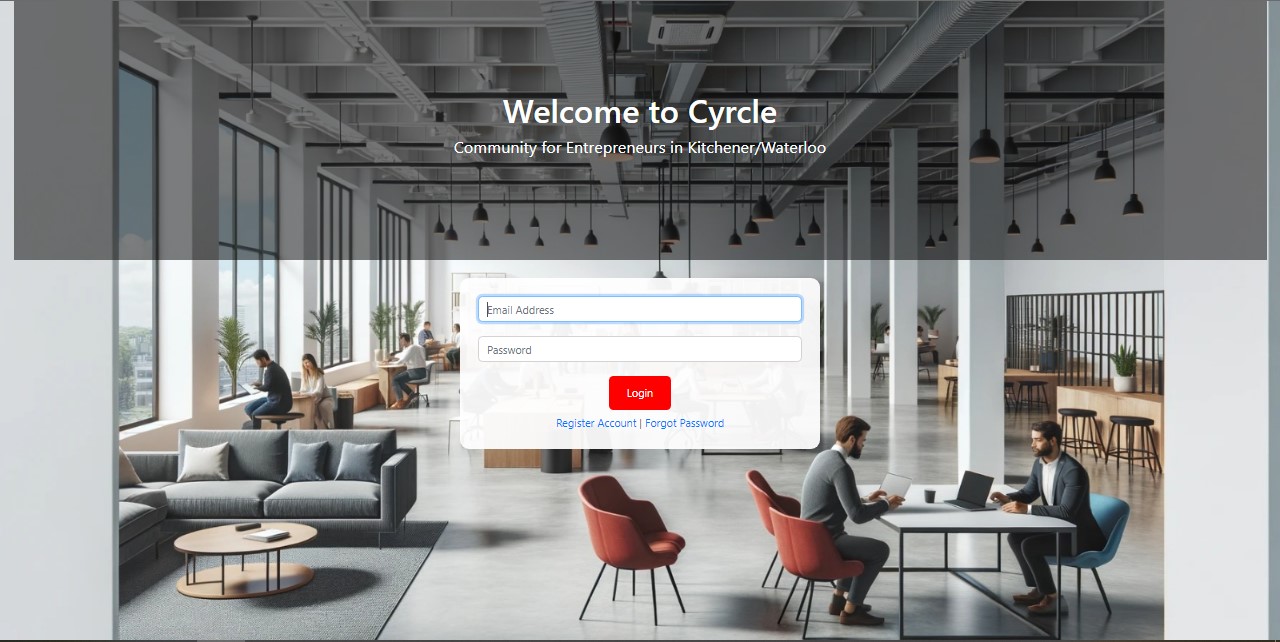 Welcome to Cyrcle
Community for Entrepreneurs in Kitchener/Waterloo
Email Address
Password
Login
Register Account | Forgot Password